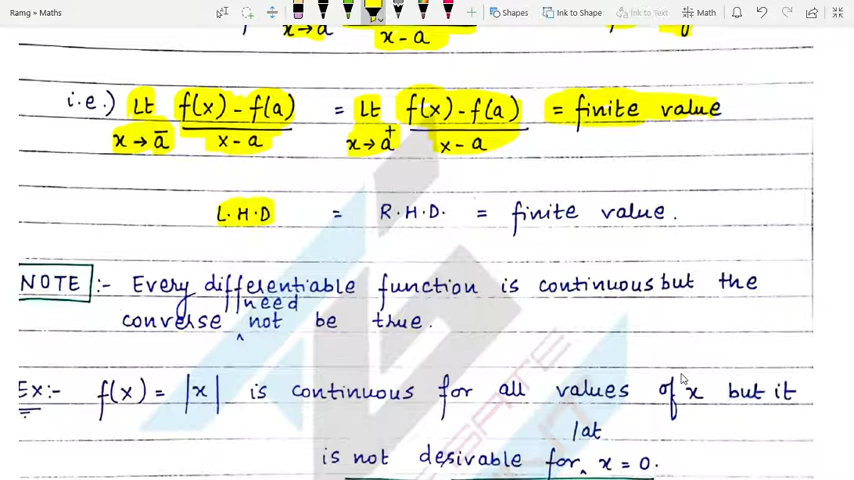 Ramg » Maths
Shapes
Ink to Shape
Ink to Text
Math
x→a
x-a
i.e.) Lt f(x)-f(a) = Lt f(x)-f(a) = finite value
x→a⁻ x-a x→a⁺ x-a
L.H.D = R.H.D. = finite value.
NOTE :- Every differentiable function is continuous but the
need
converse ^ not be true.
Ex:- f(x) = |x| is continuous for all values of x but it
/at
is not desivable for^ x = 0.